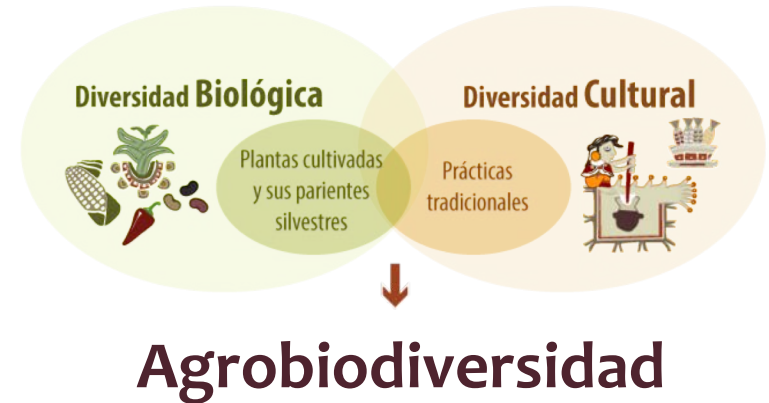 Diversidad Biológica
Diversidad Cultural
Plantas cultivadas
y sus parientes
silvestres
Prácticas
tradicionales
Agrobiodiversidad